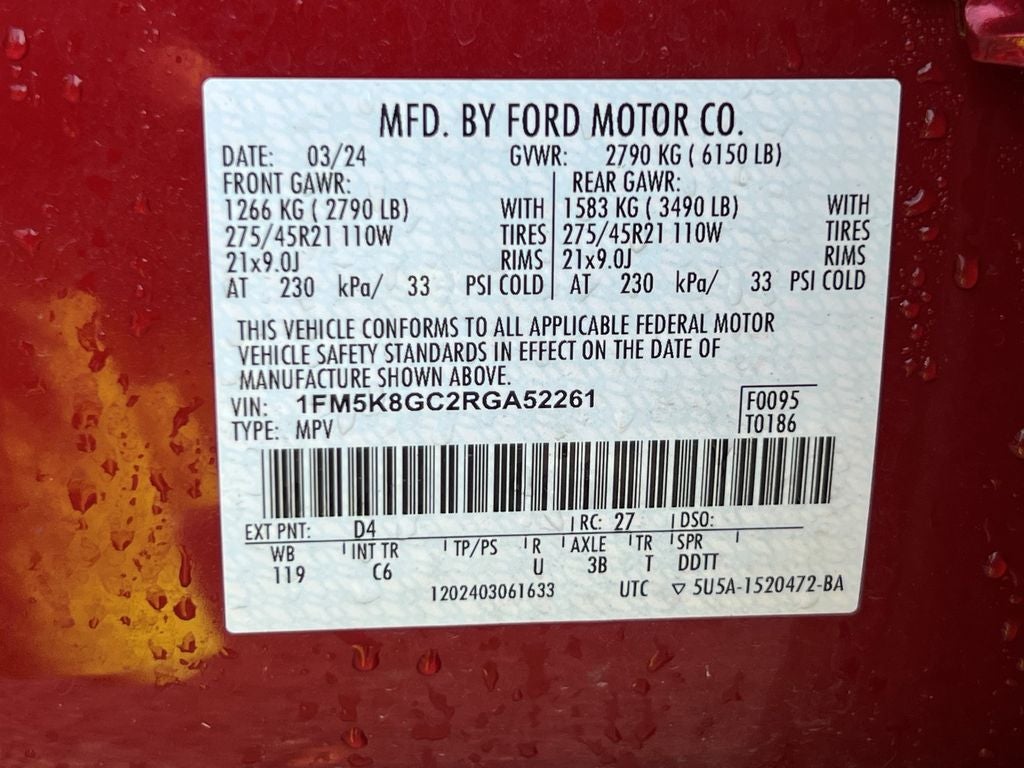 MFD. BY FORD MOTOR CO.
DATE: 03/24 GVWR: 2790 KG ( 6150 LB)
FRONT GAWR: REAR GAWR:
1266 KG ( 2790 LB) WITH 1583 KG ( 3490 LB) WITH
275/45R21 110W TIRES 275/45R21 110W TIRES
21x9.0J RIMS 21x9.0J RIMS
AT 230 kPa/ 33 PSI COLD AT 230 kPa/ 33 PSI COLD
THIS VEHICLE CONFORMS TO ALL APPLICABLE FEDERAL MOTOR
VEHICLE SAFETY STANDARDS IN EFFECT ON THE DATE OF
MANUFACTURE SHOWN ABOVE.
VIN: 1FM5K8GC2RGA52261 F0095
TYPE: MPV T0186
EXT PNT: D4 RC: 27 DSO:
WB INT TR TP/PS R AXLE TR SPR
119 C6 U 3B T DDTT
1202403061633 UTC ▽ 5U5A-1520472-BA